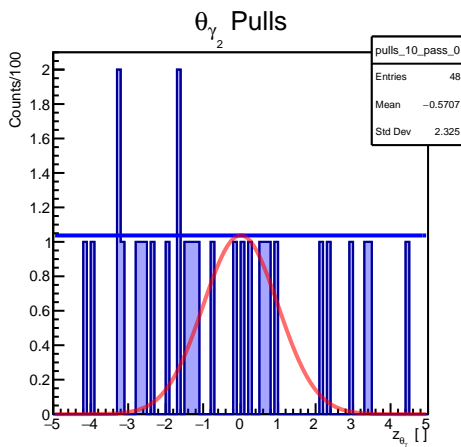 θγ2 Pulls
pulls_10_pass_0
Entries 48
Mean −0.5707
Std Dev 2.325
Counts/100
2
1.8
1.6
1.4
1.2
1
0.8
0.6
0.4
0.2
0
−5 −4 −3 −2 −1 0 1 2 3 4 5
zθT [ ]